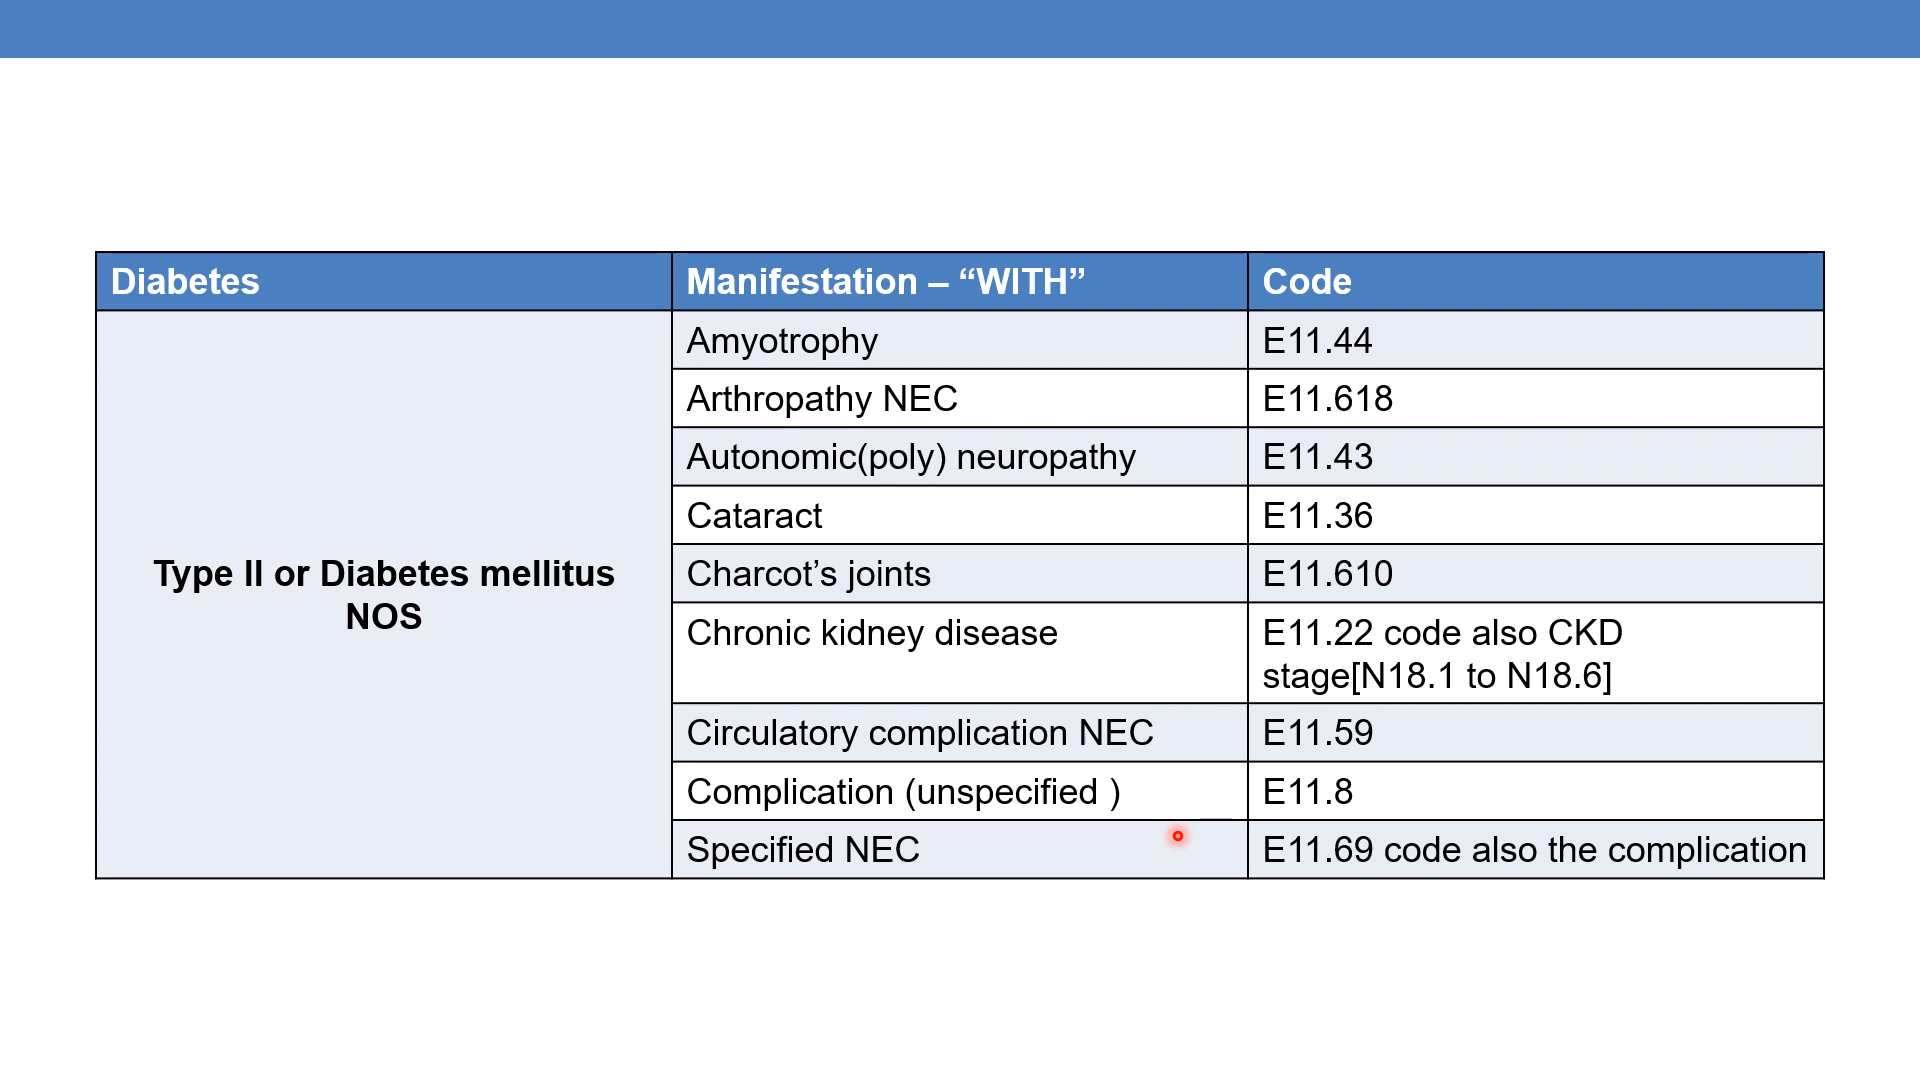 Diabetes
Manifestation – “WITH”
Code
Type II or Diabetes mellitus
NOS
Amyotrophy
E11.44
Arthropathy NEC
E11.618
Autonomic(poly) neuropathy
E11.43
Cataract
E11.36
Charcot’s joints
E11.610
Chronic kidney disease
E11.22 code also CKD
stage[N18.1 to N18.6]
Circulatory complication NEC
E11.59
Complication (unspecified )
E11.8
Specified NEC
E11.69 code also the complication